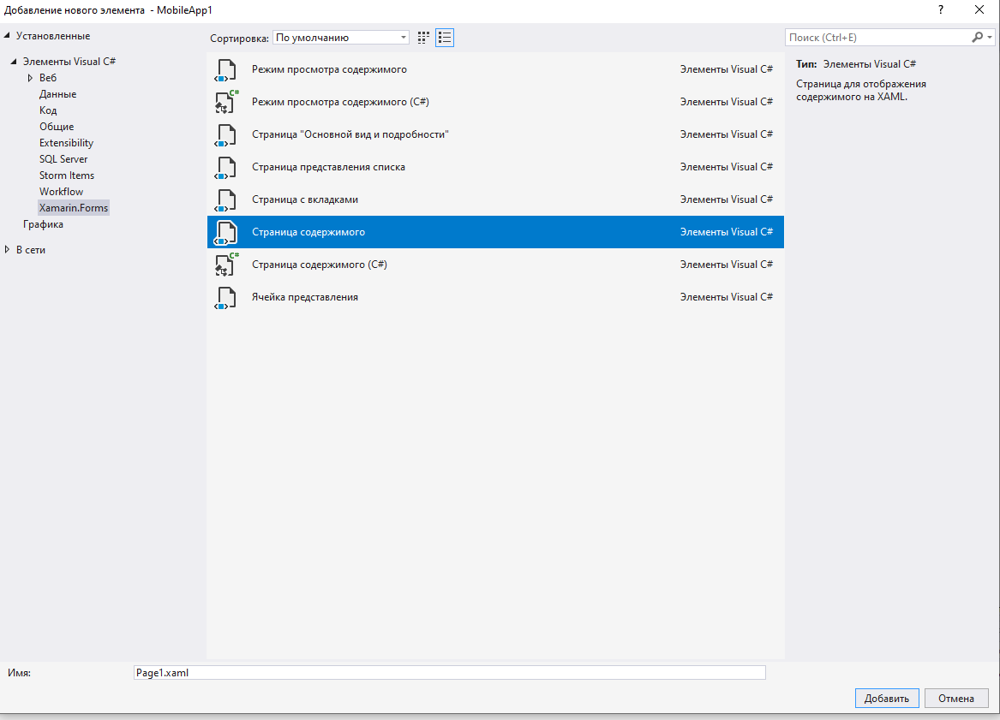 Добавление нового элемента - MobileApp1
?
Установленные
Сортировка: По умолчанию
Поиск (Ctrl+E)
Элементы Visual C#
Веб
Данные
Код
Общие
Extensibility
SQL Server
Storm Items
Workflow
Xamarin.Forms
Графика
В сети
Режим просмотра содержимого Элементы Visual C#
C# Режим просмотра содержимого (C#) Элементы Visual C#
Страница "Основной вид и подробности" Элементы Visual C#
Страница представления списка Элементы Visual C#
Страница с вкладками Элементы Visual C#
Страница содержимого Элементы Visual C#
C# Страница содержимого (C#) Элементы Visual C#
Ячейка представления Элементы Visual C#
Тип: Элементы Visual C#
Страница для отображения
содержимого на XAML.
Имя: Page1.xaml
Добавить Отмена